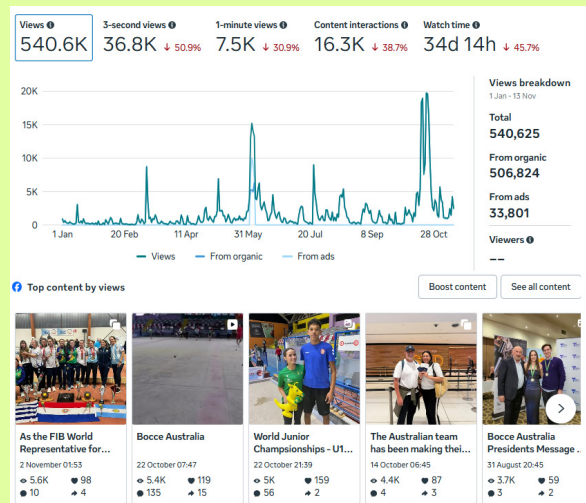 Views
540.6K
3-second views
36.8K ↓ 50.9%
1-minute views
7.5K ↓ 30.9%
Content interactions
16.3K ↓ 38.7%
Watch time
34d 14h ↓ 45.7%
20K
15K
10K
5K
0
1 Jan 20 Feb 11 Apr 31 May 20 Jul 8 Sep 28 Oct
Views From organic From ads
Views breakdown
1 Jan - 13 Nov
Total
540,625
From organic
506,824
From ads
33,801
Viewers
--
Top content by views
Boost content
See all content
As the FIB World
Representative for...
2 November 01:53
5.6K 98
20 4
Bocce Australia
22 October 07:47
5.4K 119
135 15
World Junior
Championships - U1...
22 October 21:39
5K 159
56 2
The Australian team
has been making thei...
14 October 06:45
4.4K 87
4 3
Bocce Australia
Presidents Message ...
31 August 20:45
3.7K 59
3 2